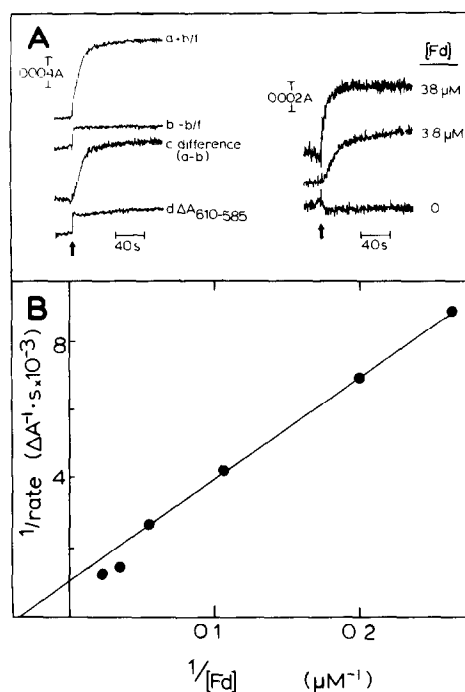 A
a +b/f
0·004A
b -b/f
c difference
(a-b)
d ΔA610-585
40s
[Fd]
38 µM
0·002A
3·8 µM
0
40s
B
1/rate (ΔA⁻¹·s×10⁻³)
8
4
0·1
0·2
1/[Fd] (µM⁻¹)